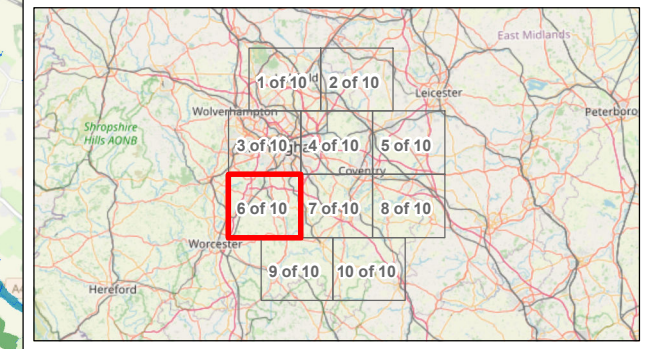 East Midlands
1 of 10 2 of 10
Leicester
Wolverhampton
Peterboro
Shropshire
Hills AONB
3 of 10 4 of 10 5 of 10
Coventry
6 of 10 7 of 10 8 of 10
Worcester
9 of 10 10 of 10
Hereford